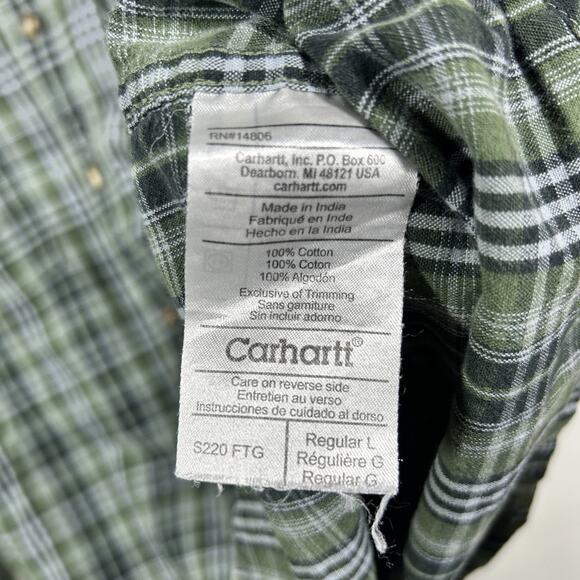 RN#14806
Carhartt, Inc. P.O. Box 600
Dearborn. MI 48121 USA
carhartt.com
Made in India
Fabriqué en Inde
Hecho en la India
100% Cotton
100% Coton
100% Algodón
Exclusive of Trimming
Sans garniture
Sin incluir adorno
Carhartt®
Care on reverse side
Entretien au verso
Instrucciones de cuidado al dorso
S220 FTG
Regular L
Régulière G
Regular G